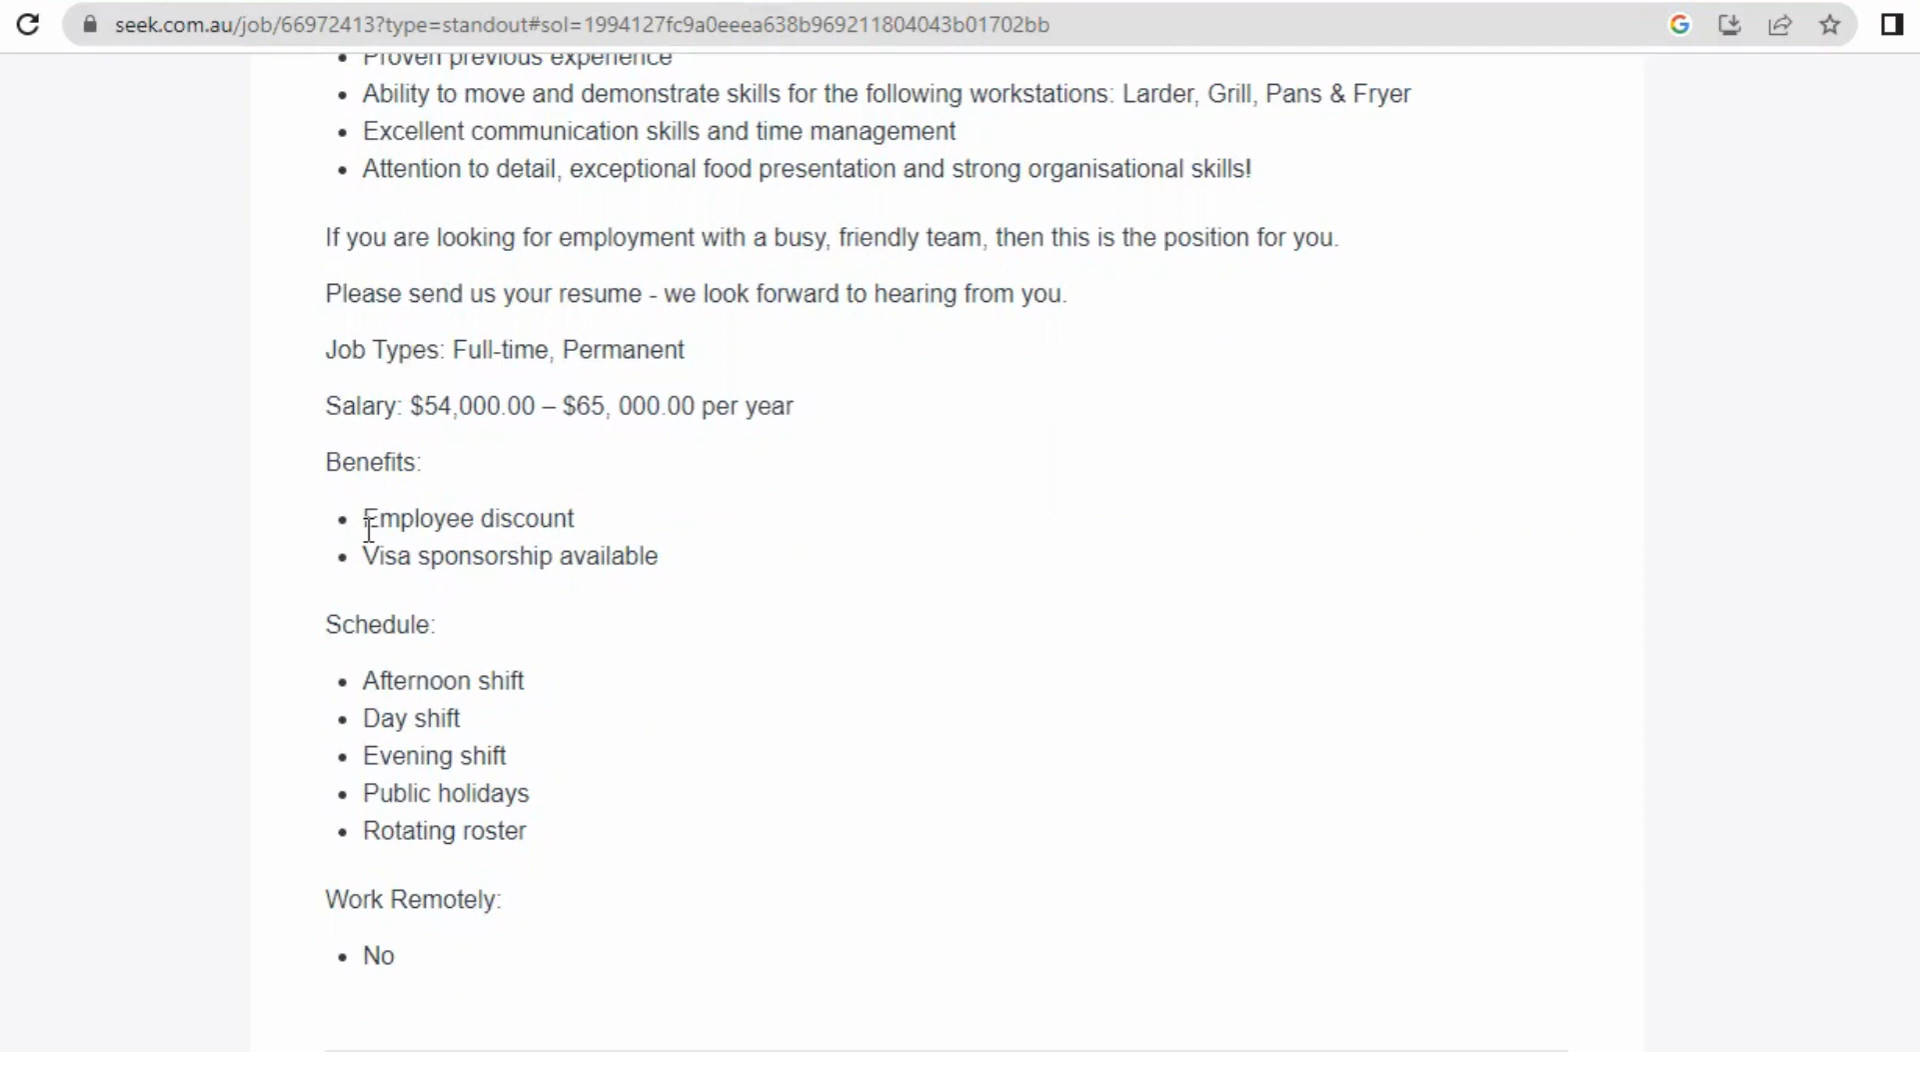 seek.com.au/job/66972413?type=standout#sol=1994127fc9a0eeea638b969211804043b01702bb
• Proven previous experience
• Ability to move and demonstrate skills for the following workstations: Larder, Grill, Pans & Fryer
• Excellent communication skills and time management
• Attention to detail, exceptional food presentation and strong organisational skills!
If you are looking for employment with a busy, friendly team, then this is the position for you.
Please send us your resume - we look forward to hearing from you.
Job Types: Full-time, Permanent
Salary: $54,000.00 – $65, 000.00 per year
Benefits:
• Employee discount
• Visa sponsorship available
Schedule:
• Afternoon shift
• Day shift
• Evening shift
• Public holidays
• Rotating roster
Work Remotely:
• No